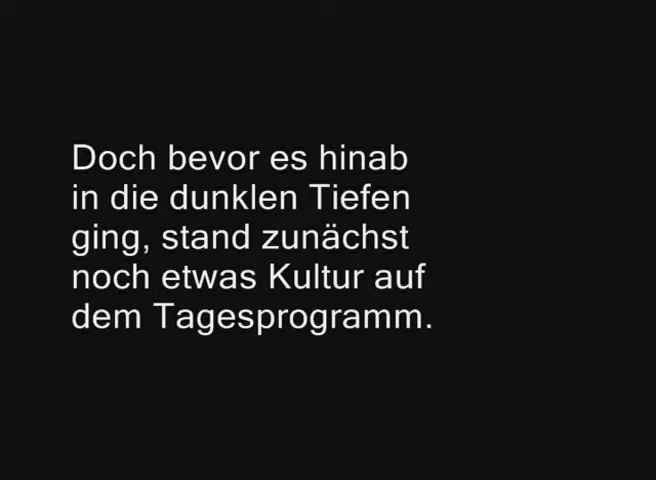 Doch bevor es hinab
in die dunklen Tiefen
ging, stand zunächst
noch etwas Kultur auf
dem Tagesprogramm.